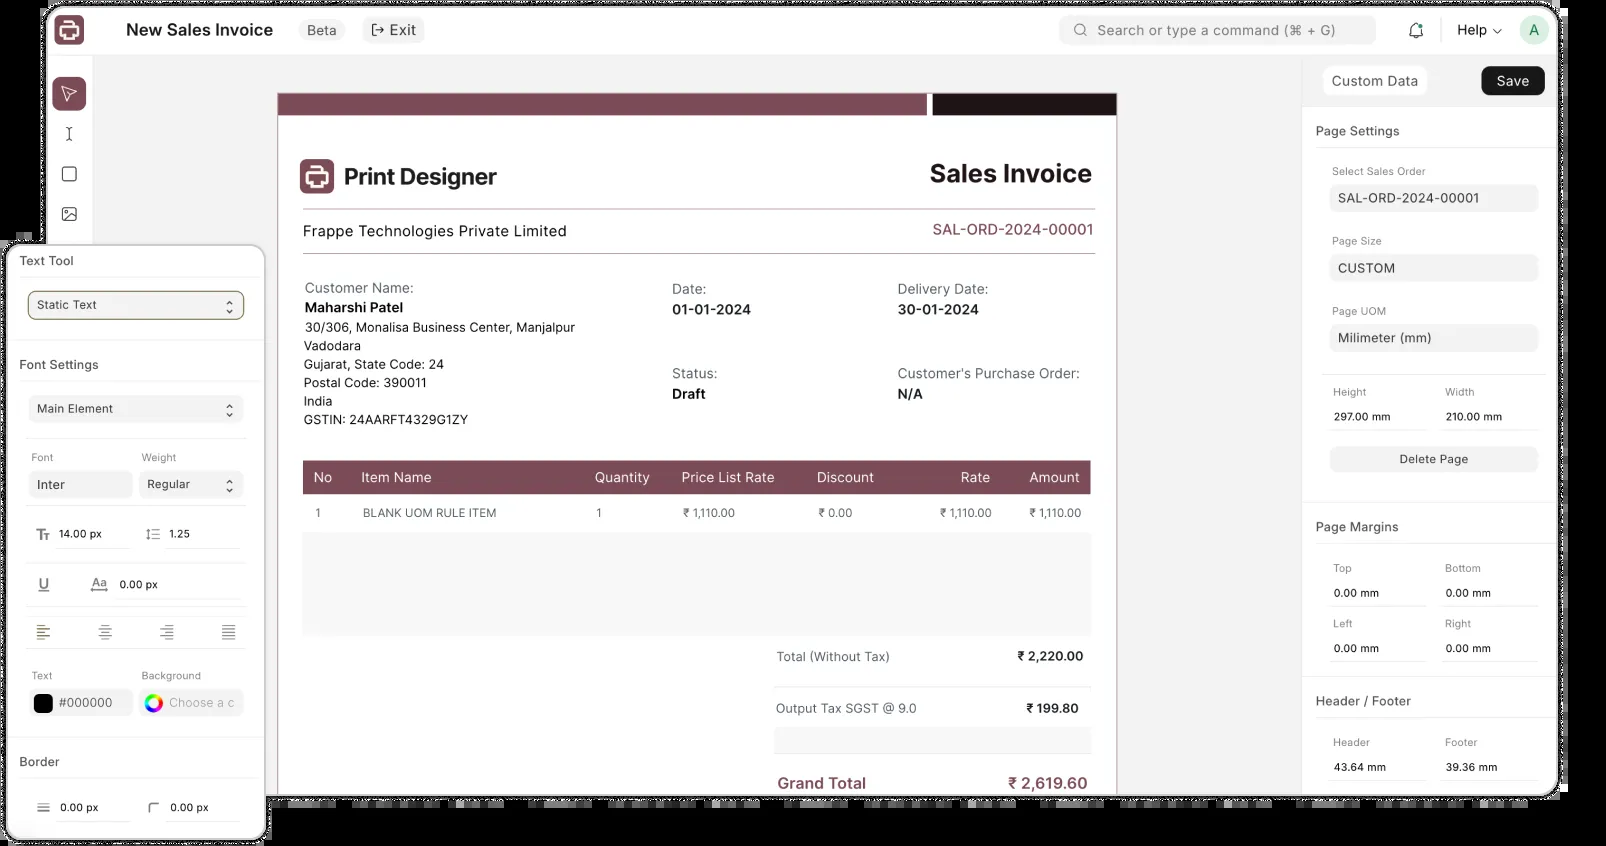 New Sales Invoice
Beta
Exit
Search or type a command (⌘ + G)
Help
A
Custom Data
Save
Print Designer
Sales Invoice
Frappe Technologies Private Limited
SAL-ORD-2024-00001
Customer Name:
Maharshi Patel
30/306, Monalisa Business Center, Manjalpur
Vadodara
Gujarat, State Code: 24
Postal Code: 390011
India
GSTIN: 24AARFT4329G1ZY
Date:
01-01-2024
Delivery Date:
30-01-2024
Status:
Draft
Customer's Purchase Order:
N/A
No Item Name Quantity Price List Rate Discount Rate Amount
1 BLANK UOM RULE ITEM 1 ₹ 1,110.00 ₹ 0.00 ₹ 1,110.00 ₹ 1,110.00
Total (Without Tax) ₹ 2,220.00
Output Tax SGST @ 9.0 ₹ 199.80
Grand Total ₹ 2,619.60
Text Tool
Static Text
Font Settings
Main Element
Font Weight
Inter Regular
Tт 14.00 px 1.25
U Aa 0.00 px
Text Background
#000000 Choose a c
Border
0.00 px 0.00 px
Page Settings
Select Sales Order
SAL-ORD-2024-00001
Page Size
CUSTOM
Page UOM
Milimeter (mm)
Height Width
297.00 mm 210.00 mm
Delete Page
Page Margins
Top Bottom
0.00 mm 0.00 mm
Left Right
0.00 mm 0.00 mm
Header / Footer
Header Footer
43.64 mm 39.36 mm